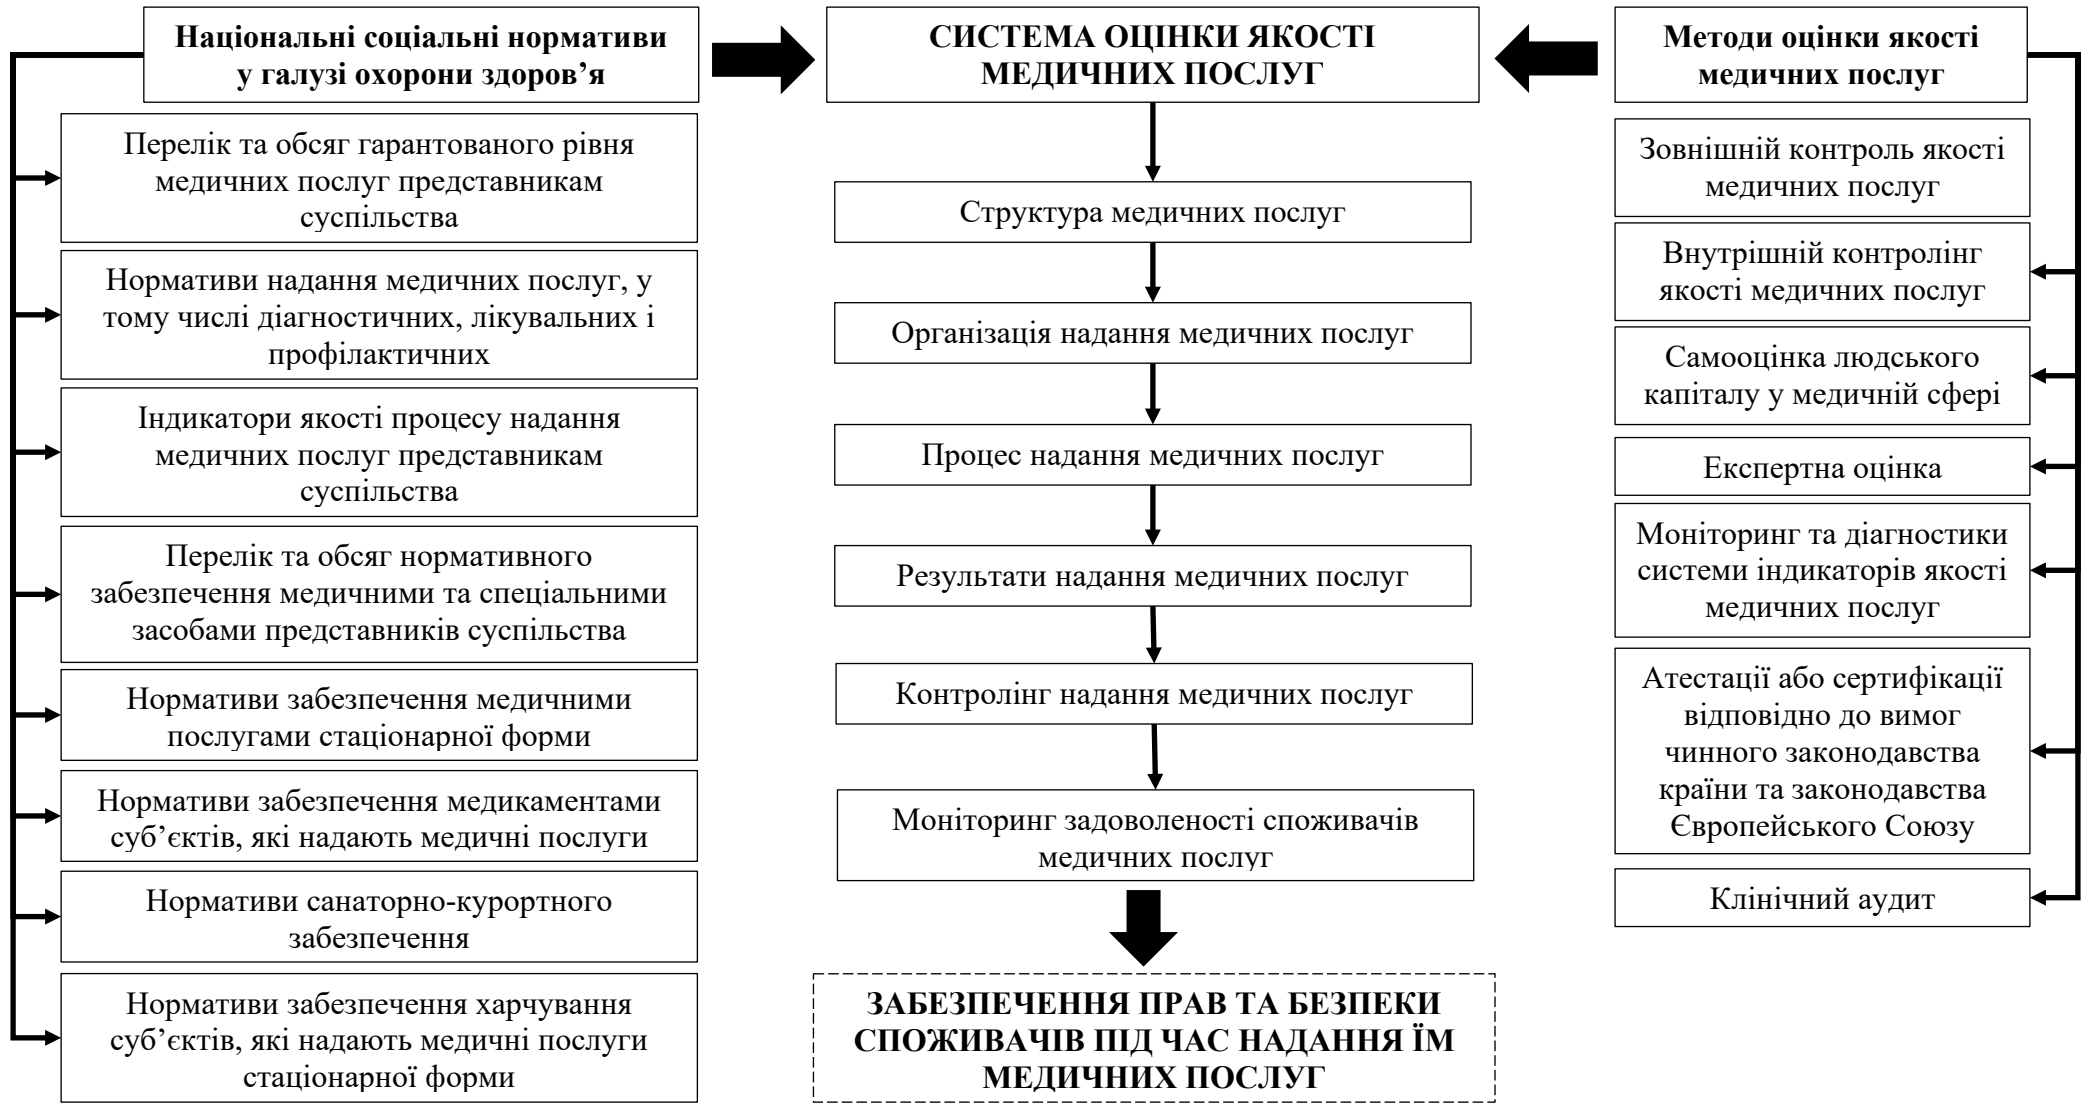 Національні соціальні нормативи
у галузі охорони здоров’я
Перелік та обсяг гарантованого рівня
медичних послуг представникам
суспільства
Нормативи надання медичних послуг, у
тому числі діагностичних, лікувальних і
профілактичних
Індикатори якості процесу надання
медичних послуг представникам
суспільства
Перелік та обсяг нормативного
забезпечення медичними та спеціальними
засобами представників суспільства
Нормативи забезпечення медичними
послугами стаціонарної форми
Нормативи забезпечення медикаментами
суб’єктів, які надають медичні послуги
Нормативи санаторно-курортного
забезпечення
Нормативи забезпечення харчування
суб’єктів, які надають медичні послуги
стаціонарної форми
СИСТЕМА ОЦІНКИ ЯКОСТІ
МЕДИЧНИХ ПОСЛУГ
Структура медичних послуг
Організація надання медичних послуг
Процес надання медичних послуг
Результати надання медичних послуг
Контролінг надання медичних послуг
Моніторинг задоволеності споживачів
медичних послуг
ЗАБЕЗПЕЧЕННЯ ПРАВ ТА БЕЗПЕКИ
СПОЖИВАЧІВ ПІД ЧАС НАДАННЯ ЇМ
МЕДИЧНИХ ПОСЛУГ
Методи оцінки якості
медичних послуг
Зовнішній контроль якості
медичних послуг
Внутрішній контролінг
якості медичних послуг
Самооцінка людського
капіталу у медичній сфері
Експертна оцінка
Моніторинг та діагностики
системи індикаторів якості
медичних послуг
Атестації або сертифікації
відповідно до вимог
чинного законодавства
країни та законодавства
Європейського Союзу
Клінічний аудит